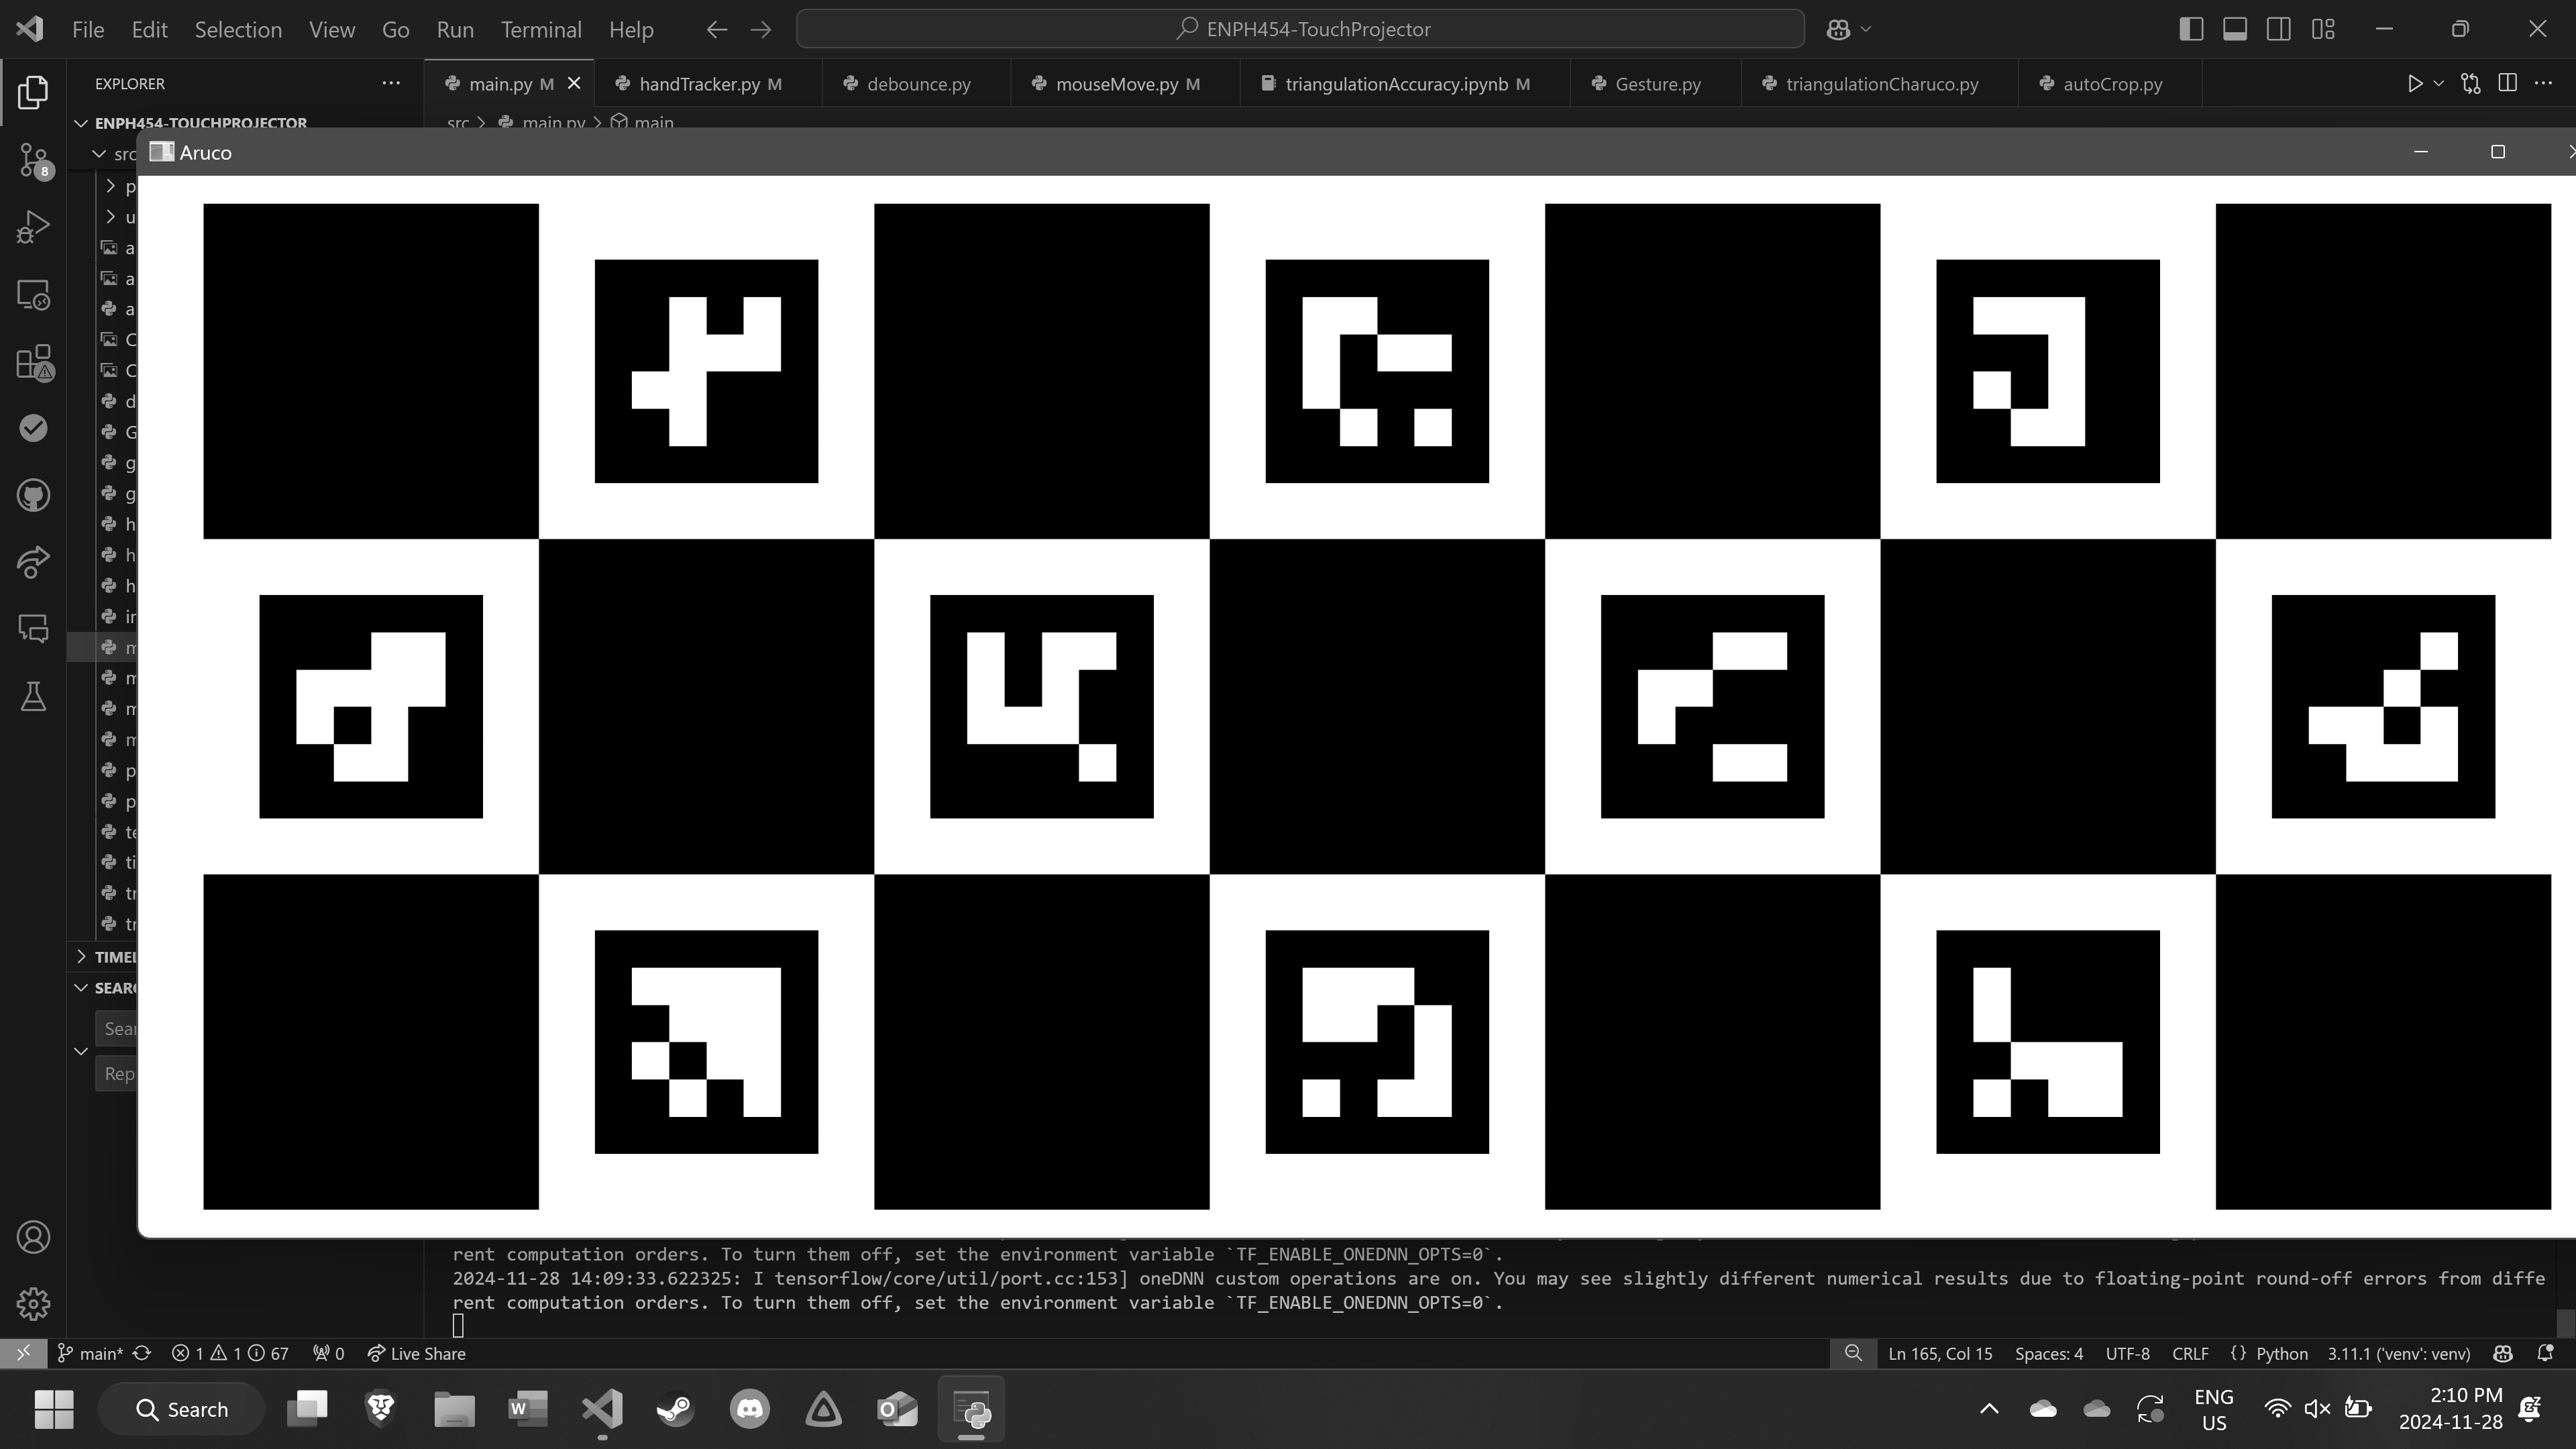 File Edit Selection View Go Run Terminal Help
ENPH454-TouchProjector
EXPLORER
main.py M
handTracker.py M
debounce.py
mouseMove.py M
triangulationAccuracy.ipynb M
Gesture.py
triangulationCharuco.py
autoCrop.py
ENPH454-TOUCHPROJECTOR
src > main.py > main
src
Aruco
8
p
u
a
a
a
C
C
d
G
g
g
h
h
h
in
m
m
m
m
p
p
te
ti
tr
tr
TIMEL
SEARC
Sear
Rep
rent computation orders. To turn them off, set the environment variable `TF_ENABLE_ONEDNN_OPTS=0`.
2024-11-28 14:09:33.622325: I tensorflow/core/util/port.cc:153] oneDNN custom operations are on. You may see slightly different numerical results due to floating-point round-off errors from diffe
rent computation orders. To turn them off, set the environment variable `TF_ENABLE_ONEDNN_OPTS=0`.
main* 1 1 67 0 Live Share
Ln 165, Col 15 Spaces: 4 UTF-8 CRLF {} Python 3.11.1 ('venv': venv)
Search
ENG
US
2:10 PM
2024-11-28